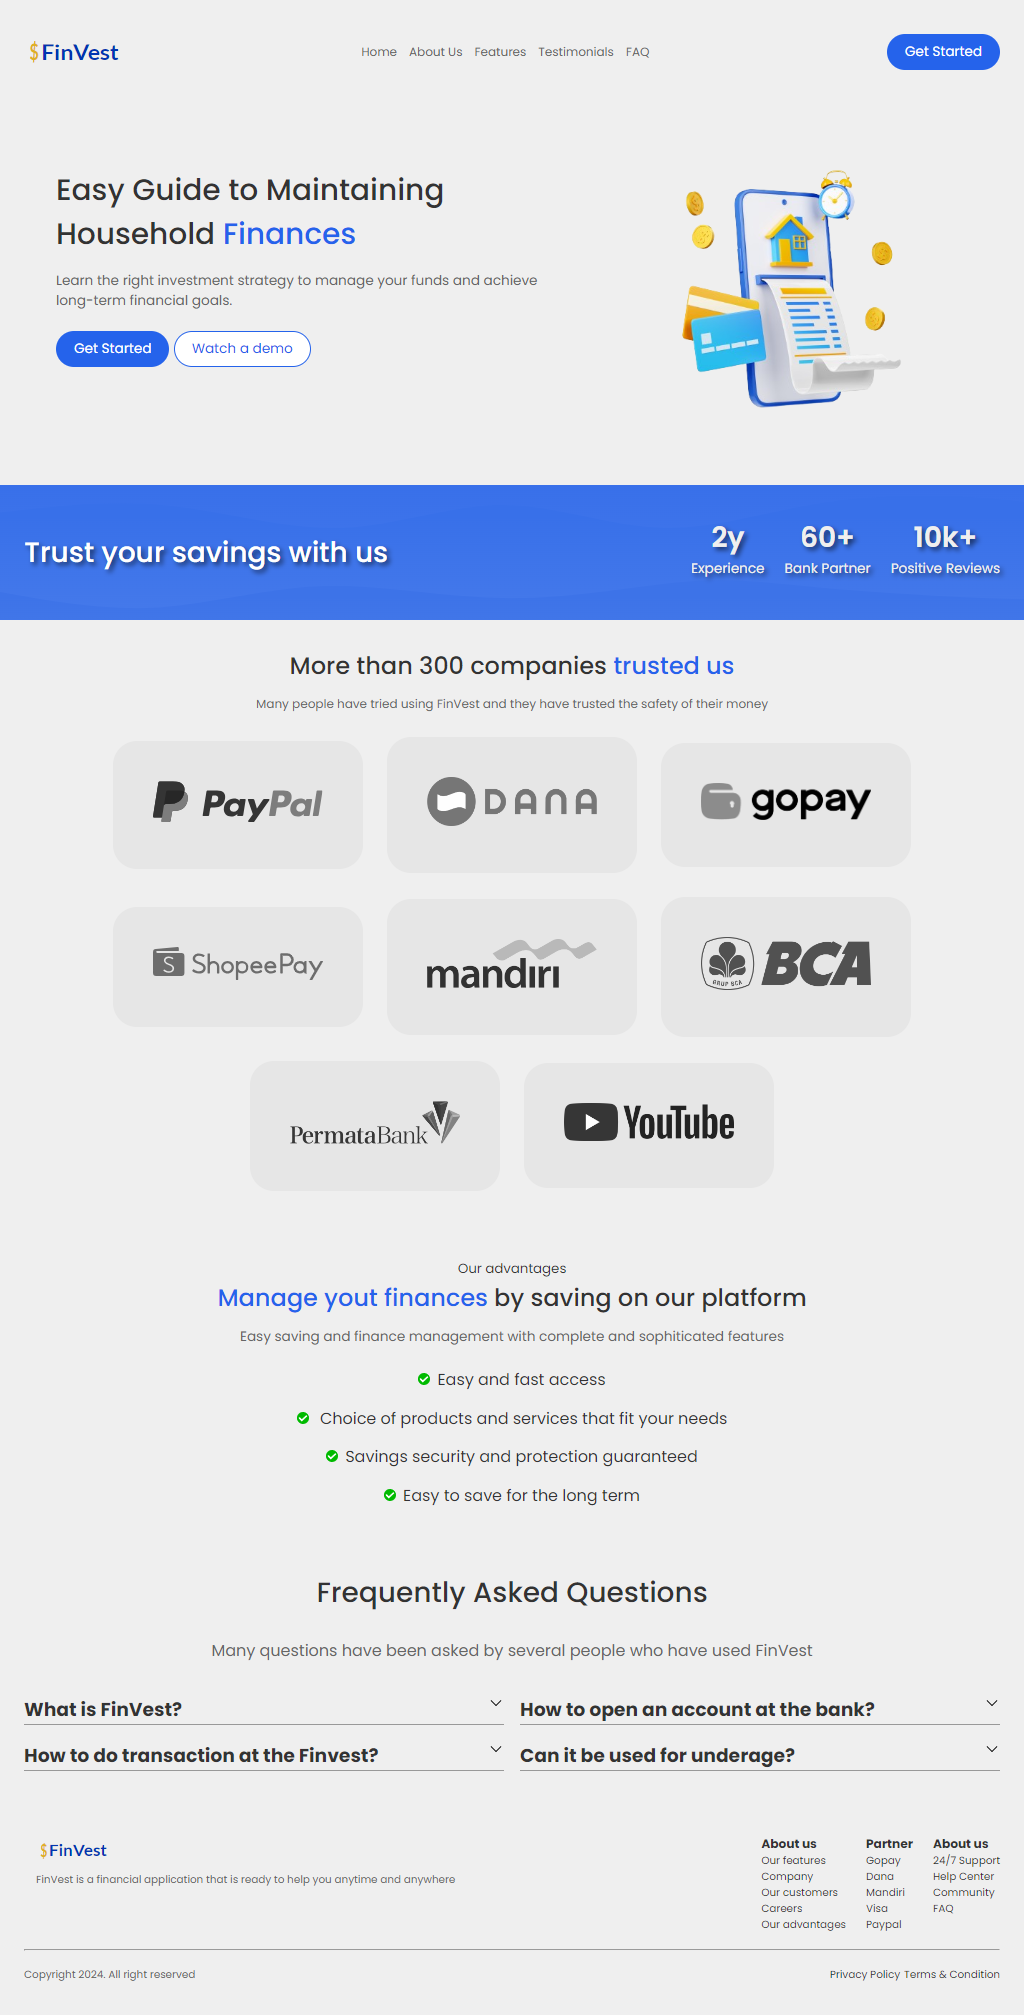 $FinVest
Home About Us Features Testimonials FAQ
Get Started
Easy Guide to Maintaining
Household Finances
Learn the right investment strategy to manage your funds and achieve
long-term financial goals.
Get Started
Watch a demo
Trust your savings with us
2y
Experience
60+
Bank Partner
10k+
Positive Reviews
More than 300 companies trusted us
Many people have tried using FinVest and they have trusted the safety of their money
PayPal
DANA
gopay
S ShopeePay
mandiri
GRUP BCA
BCA
PermataBank
YouTube
Our advantages
Manage yout finances by saving on our platform
Easy saving and finance management with complete and sophiticated features
Easy and fast access
Choice of products and services that fit your needs
Savings security and protection guaranteed
Easy to save for the long term
Frequently Asked Questions
Many questions have been asked by several people who have used FinVest
What is FinVest?
How to open an account at the bank?
How to do transaction at the Finvest?
Can it be used for underage?
$FinVest
FinVest is a financial application that is ready to help you anytime and anywhere
About us
Our features
Company
Our customers
Careers
Our advantages
Partner
Gopay
Dana
Mandiri
Visa
Paypal
About us
24/7 Support
Help Center
Community
FAQ
Copyright 2024. All right reserved
Privacy Policy Terms & Condition